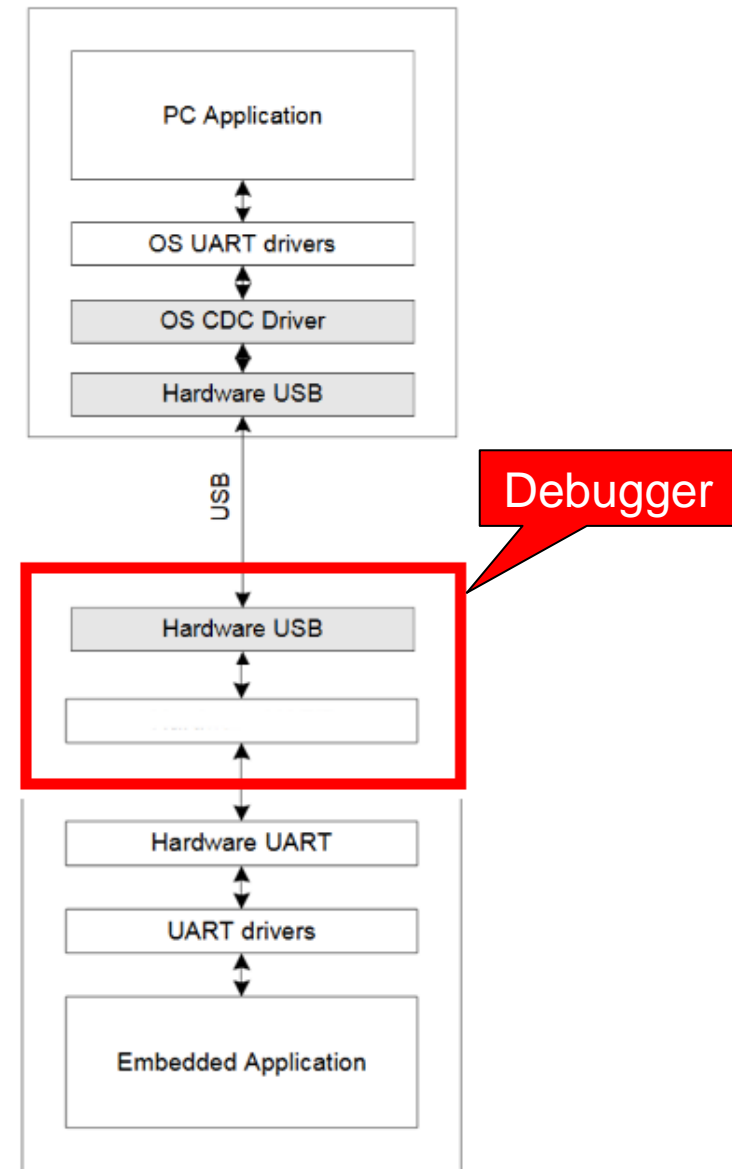 PC Application
OS UART drivers
OS CDC Driver
Hardware USB
USB
Debugger
Hardware USB
Hardware UART
UART drivers
Embedded Application